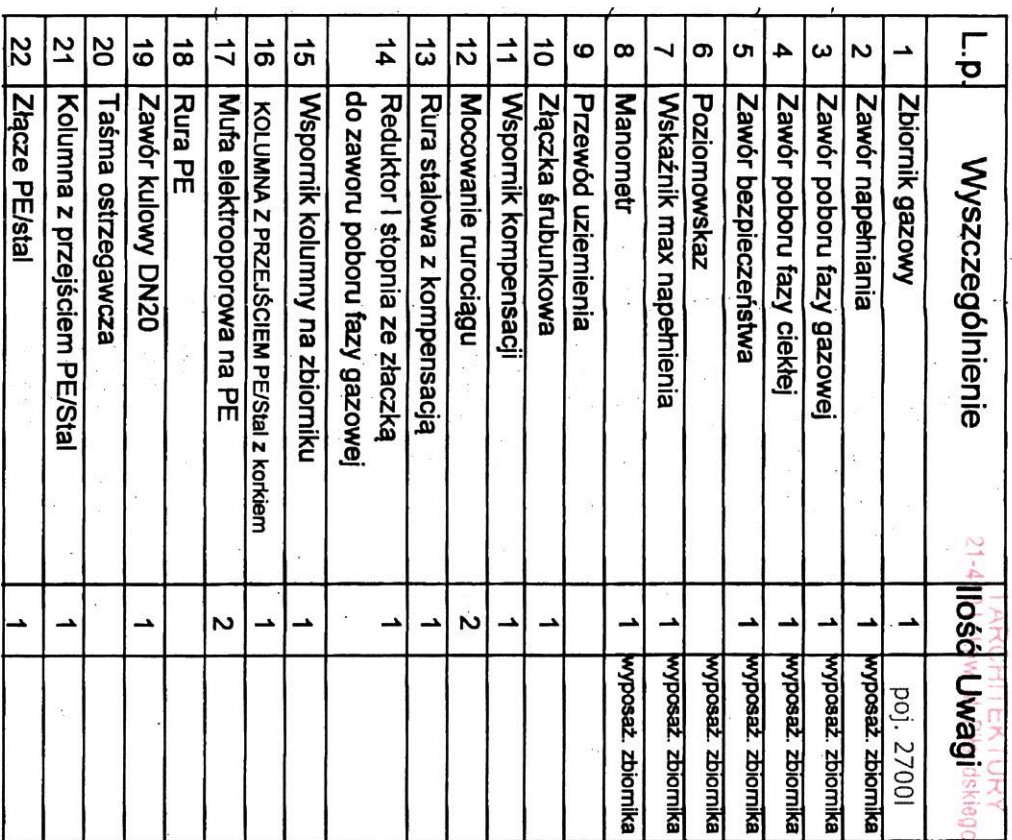 ARCHITEKTURY
21-4
L.p. Wyszczególnienie Ilość Uwagi
1 Zbiornik gazowy 1 poj. 2700l
2 Zawór napełniania 1 wyposaż. zbiornika
3 Zawór poboru fazy gazowej 1 wyposaż. zbiornika
4 Zawór poboru fazy ciekłej 1 wyposaż. zbiornika
5 Zawór bezpieczeństwa 1 wyposaż. zbiornika
6 Poziomowskaz wyposaż. zbiornika
7 Wskaźnik max napełnienia 1 wyposaż. zbiornika
8 Manometr 1 wyposaż. zbiornika
9 Przewód uziemienia
10 Złączka śrubunkowa 1
11 Wspornik kompensacji 1
12 Mocowanie rurociągu 2
13 Rura stalowa z kompensacją 1
14 Reduktor I stopnia ze złaczką 1
do zaworu poboru fazy gazowej
15 Wspornik kolumny na zbiorniku 1
16 KOLUMNA Z PRZEJŚCIEM PE/Stal z korkiem 1
17 Mufa elektrooporowa na PE 2
18 Rura PE
19 Zawór kulowy DN20 1
20 Taśma ostrzegawcza
21 Kolumna z przejściem PE/Stal 1
22 Złącze PE/stal 1